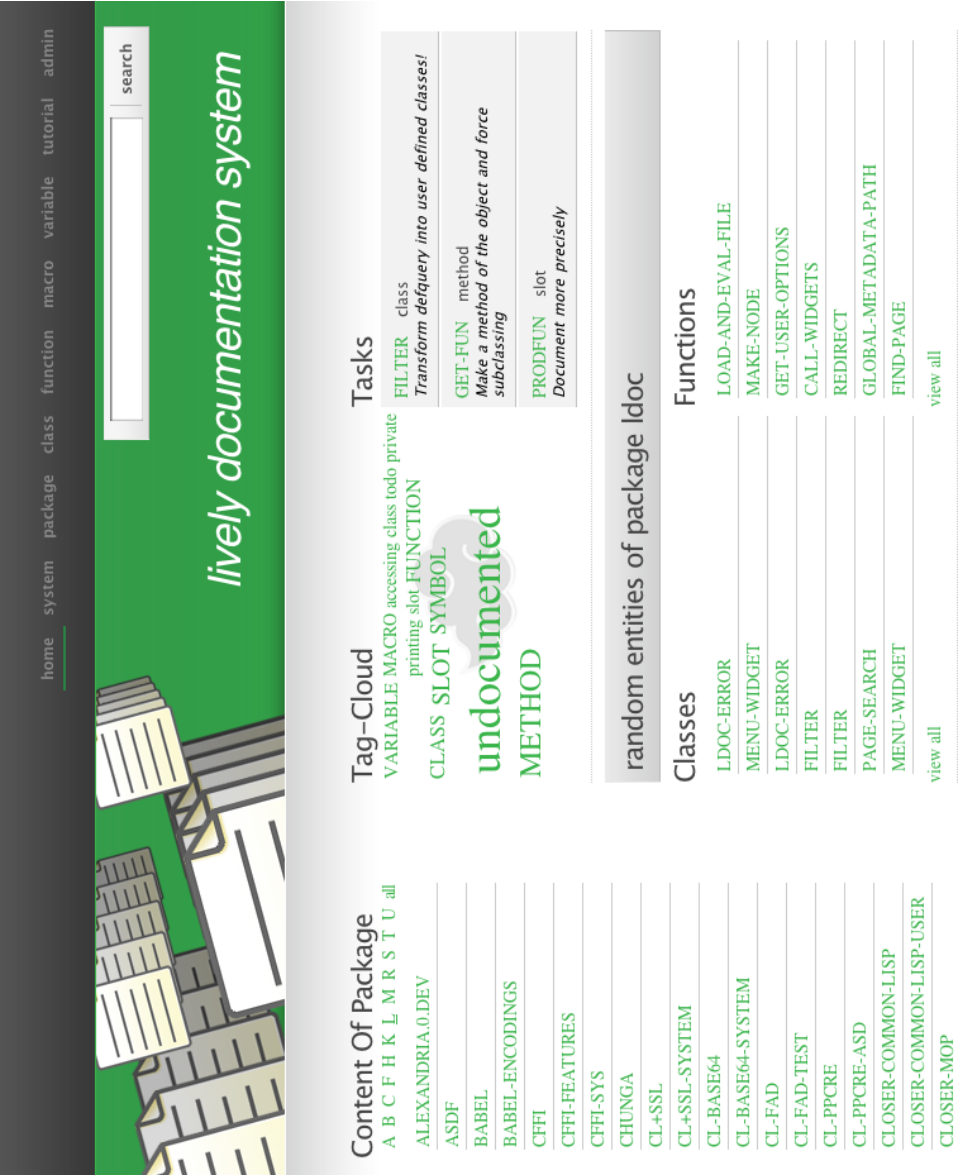 home system package class function macro variable tutorial admin
search
lively documentation system
Content Of Package
A B C F H K L M R S T U all
ALEXANDRIA.0.DEV
ASDF
BABEL
BABEL-ENCODINGS
CFFI
CFFI-FEATURES
CFFI-SYS
CHUNGA
CL+SSL
CL+SSL-SYSTEM
CL-BASE64
CL-BASE64-SYSTEM
CL-FAD
CL-FAD-TEST
CL-PPCRE
CL-PPCRE-ASD
CLOSER-COMMON-LISP
CLOSER-COMMON-LISP-USER
CLOSER-MOP
Tag-Cloud
VARIABLE MACRO accessing class todo private
printing slot FUNCTION
CLASS SLOT SYMBOL
undocumented
METHOD
Tasks
FILTER class
Transform defquery into user defined classes!
GET-FUN method
Make a method of the object and force
subclassing
PRODFUN slot
Document more precisely
random entities of package ldoc
Classes
LDOC-ERROR
MENU-WIDGET
LDOC-ERROR
FILTER
FILTER
PAGE-SEARCH
MENU-WIDGET
view all
Functions
LOAD-AND-EVAL-FILE
MAKE-NODE
GET-USER-OPTIONS
CALL-WIDGETS
REDIRECT
GLOBAL-METADATA-PATH
FIND-PAGE
view all